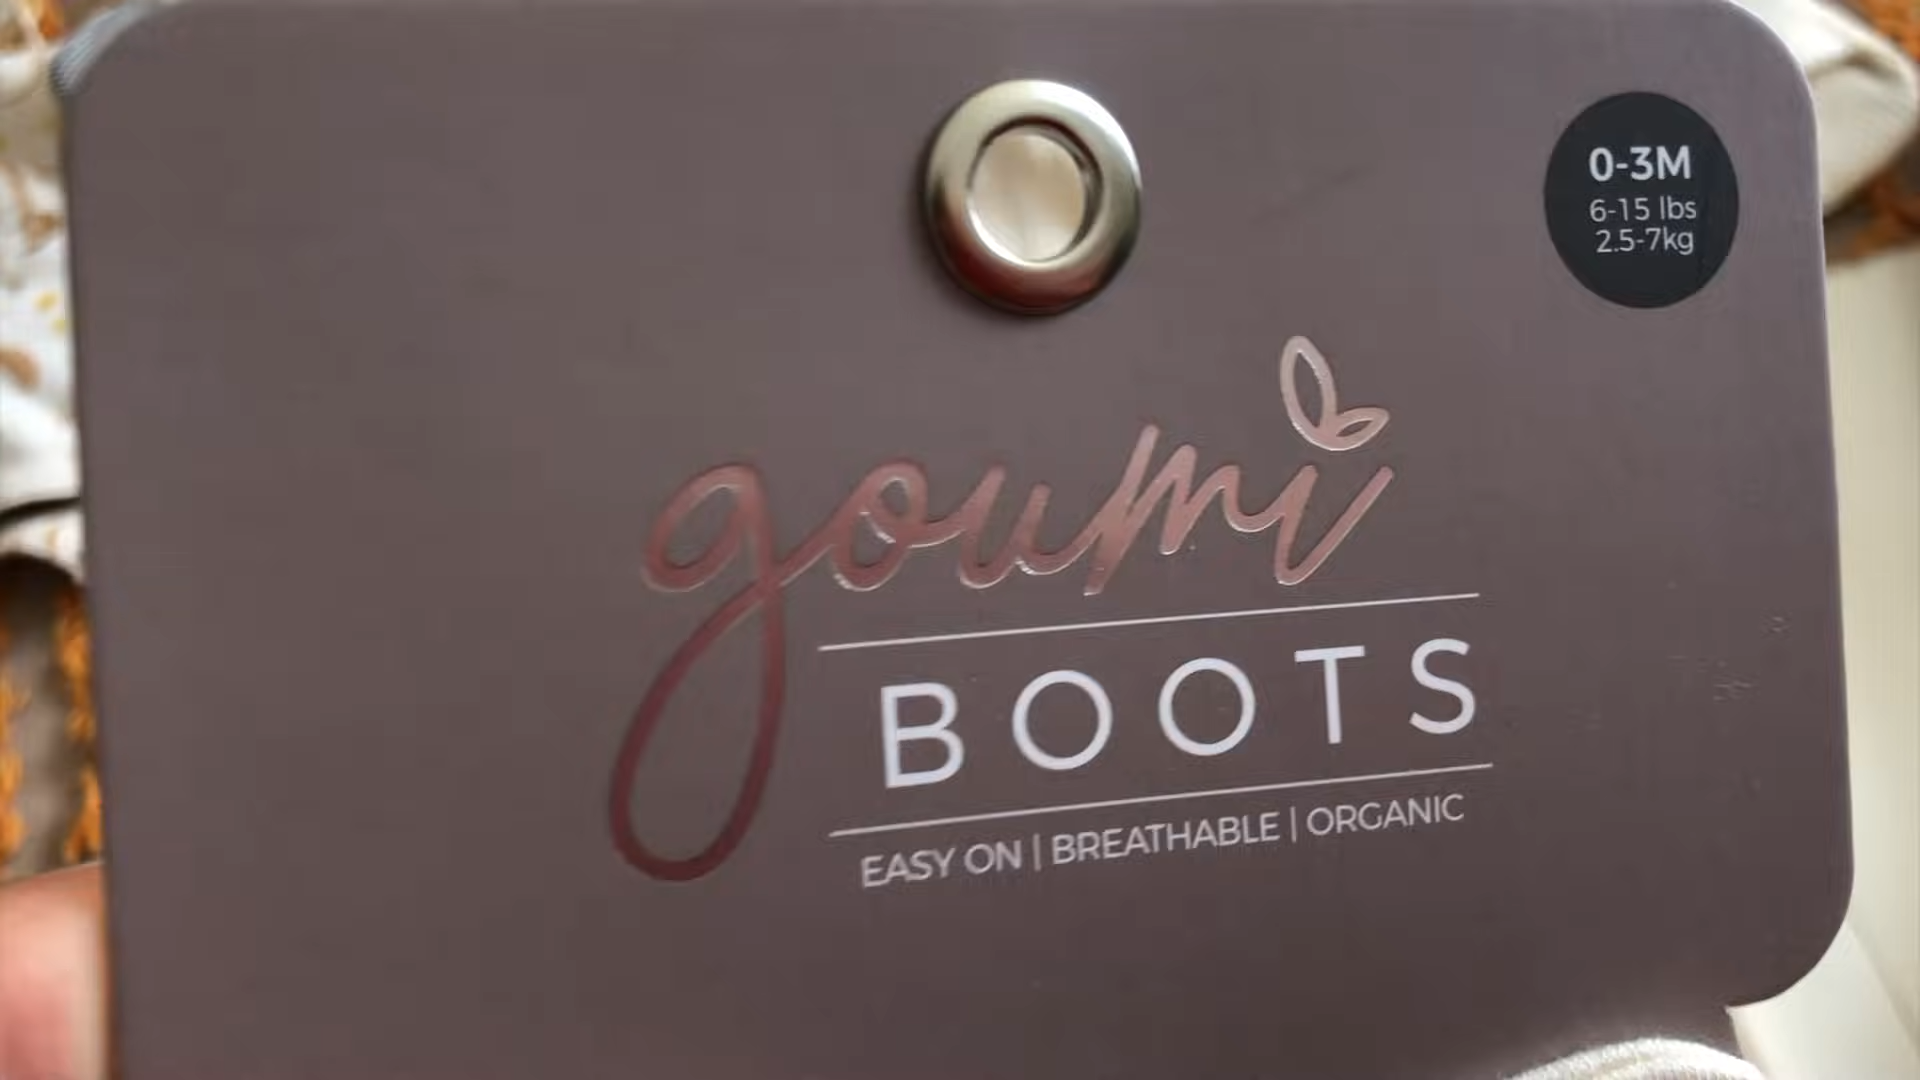 0-3M
6-15 lbs
2.5-7kg
goumi
BOOTS
EASY ON | BREATHABLE | ORGANIC